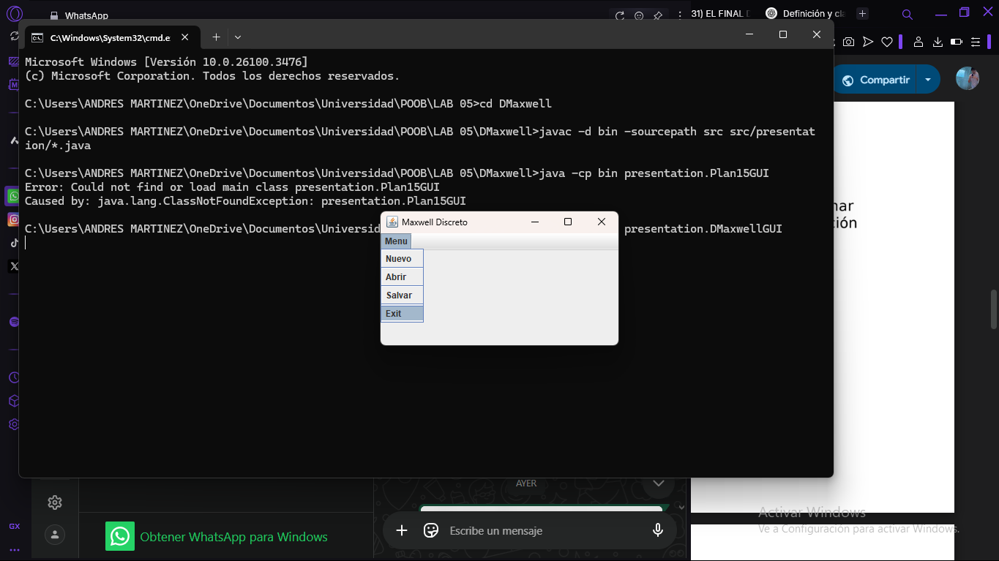 WhatsApp
31) EL FINAL D
Definición y cla
C:\Windows\System32\cmd.e
Compartir
Microsoft Windows [Versión 10.0.26100.3476]
(c) Microsoft Corporation. Todos los derechos reservados.
C:\Users\ANDRES MARTINEZ\OneDrive\Documentos\Universidad\POOB\LAB 05>cd DMaxwell
C:\Users\ANDRES MARTINEZ\OneDrive\Documentos\Universidad\POOB\LAB 05\DMaxwell>javac -d bin -sourcepath src src/presentat
ion/*.java
C:\Users\ANDRES MARTINEZ\OneDrive\Documentos\Universidad\POOB\LAB 05\DMaxwell>java -cp bin presentation.Plan15GUI
Error: Could not find or load main class presentation.Plan15GUI
Caused by: java.lang.ClassNotFoundException: presentation.Plan15GUI
C:\Users\ANDRES MARTINEZ\OneDrive\Documentos\Universid presentation.DMaxwellGUI
Maxwell Discreto
Menu
Nuevo
Abrir
Salvar
Exit
nar
ión
AYER
Escribe un mensaje
Obtener WhatsApp para Windows
GX
Activar Windows
Ve a Configuración para activar Windows.